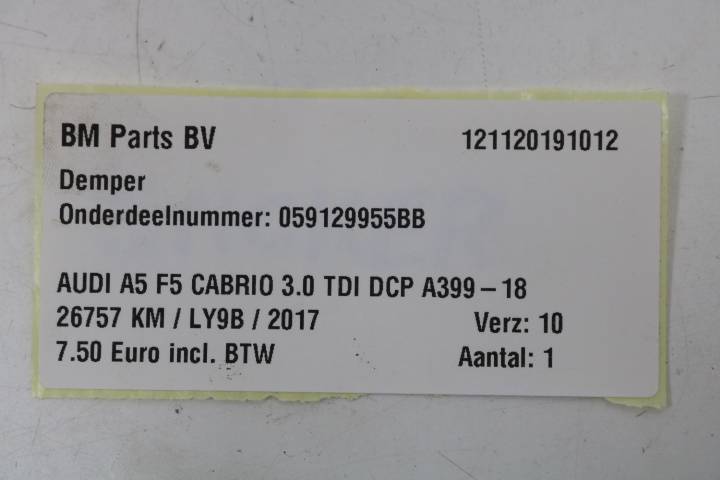 BM Parts BV 121120191012
Demper
Onderdeelnummer: 059129955BB
AUDI A5 F5 CABRIO 3.0 TDI DCP A399-18
26757 KM / LY9B / 2017 Verz: 10
7.50 Euro incl. BTW Aantal: 1